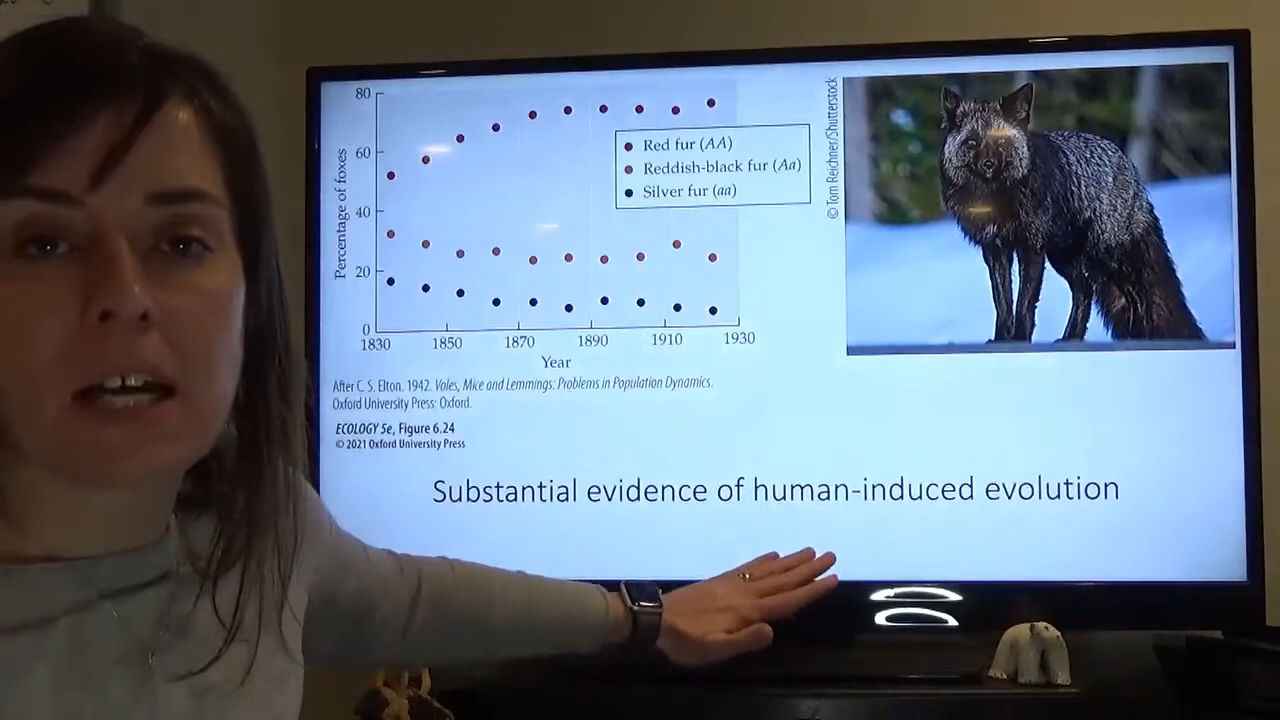 80
60
40
20
0
Percentage of foxes
1830
1850
1870
1890
1910
1930
Year
Red fur (AA)
Reddish-black fur (Aa)
Silver fur (aa)
© Tom Reichner/Shutterstock
After C. S. Elton. 1942. Voles, Mice and Lemmings: Problems in Population Dynamics.
Oxford University Press: Oxford.
ECOLOGY 5e, Figure 6.24
© 2021 Oxford University Press
Substantial evidence of human-induced evolution